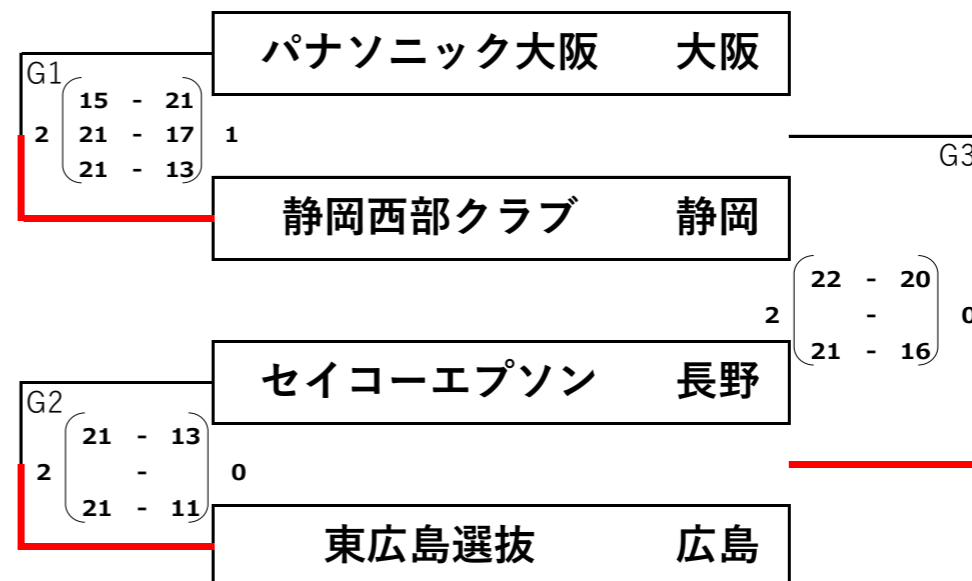 パナソニック大阪 大阪
G1
15 - 21
2 21 - 17 1
21 - 13
G3
静岡西部クラブ 静岡
22 - 20
2 - 0
21 - 16
セイコーエプソン 長野
G2
21 - 13
2 - 0
21 - 11
東広島選抜 広島